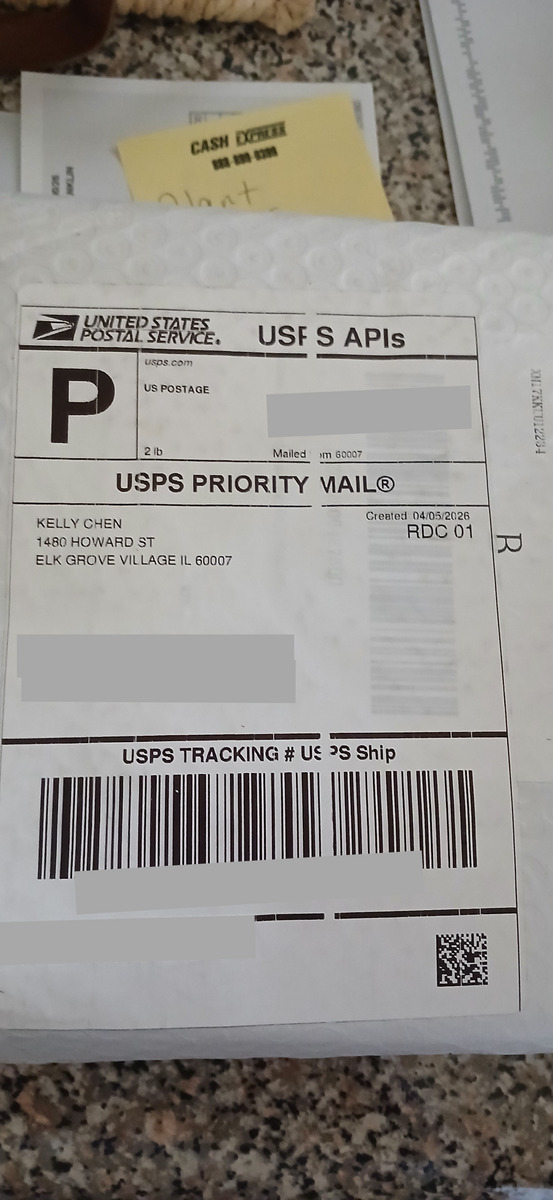 CASH EXPRESS
Plant
UNITED STATES
POSTAL SERVICE®
USPS APIs
P
usps.com
US POSTAGE
2 lb
Mailed om 60007
USPS PRIORITY MAIL®
KELLY CHEN
1480 HOWARD ST
ELK GROVE VILLAGE IL 60007
Created 04/05/2026
RDC 01
R
USPS TRACKING # USPS Ship